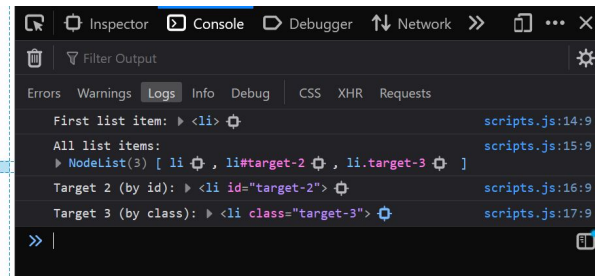 Inspector Console Debugger Network
Filter Output
Errors Warnings Logs Info Debug CSS XHR Requests
First list item: <li> scripts.js:14:9
All list items: scripts.js:15:9
NodeList(3) [ li , li#target-2 , li.target-3 ]
Target 2 (by id): <li id="target-2"> scripts.js:16:9
Target 3 (by class): <li class="target-3"> scripts.js:17:9